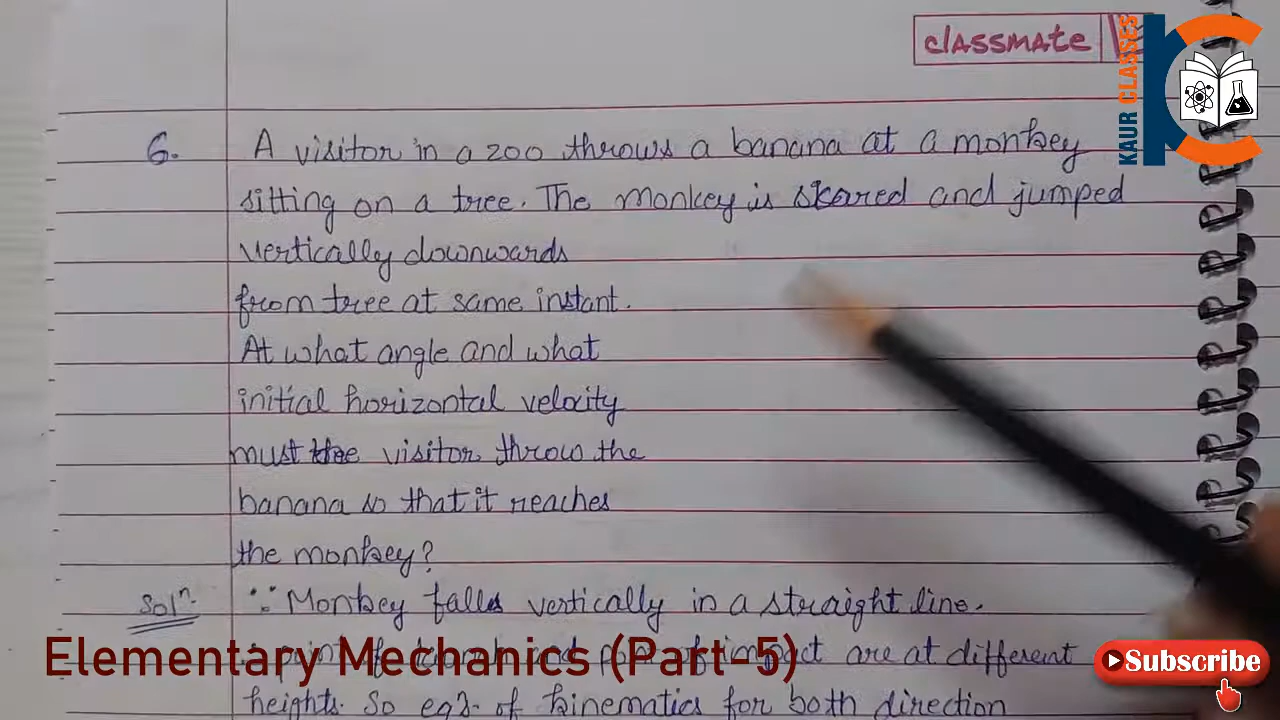 classmate
KAUR CLASSES
6. A visitor in a zoo throws a banana at a monkey
sitting on a tree. The monkey is skared and jumped
vertically downwards
from tree at same instant.
At what angle and what
initial horizontal velocity
must the visitor throw the
banana so that it reaches
the monkey?
Solⁿ. ∵ Monkey falls vertically in a straight line.
are at different
Elementary Mechanics (Part-5)
Subscribe
heights. So eqs. of kinematics for both direction